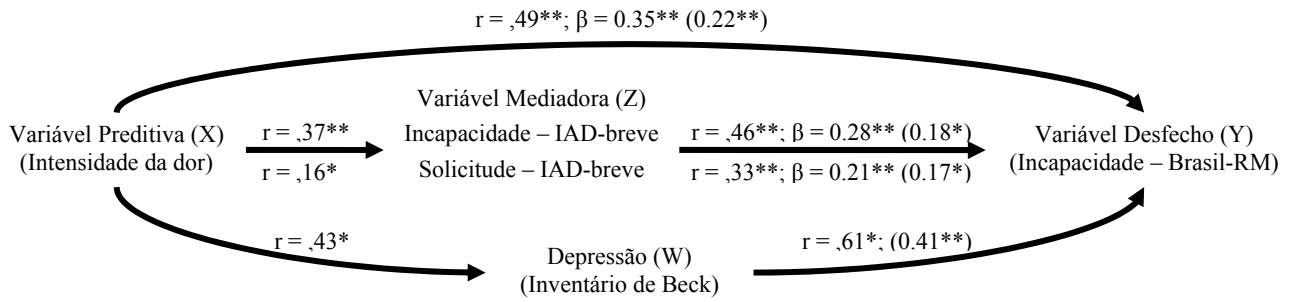 r = ,49**; β = 0.35** (0.22**)
Variável Preditiva (X)
(Intensidade da dor)
r = ,37**
r = ,16*
Variável Mediadora (Z)
Incapacidade – IAD-breve
Solicitude – IAD-breve
r = ,46**; β = 0.28** (0.18*)
r = ,33**; β = 0.21** (0.17*)
Variável Desfecho (Y)
(Incapacidade – Brasil-RM)
r = ,43*
Depressão (W)
(Inventário de Beck)
r = ,61*; (0.41**)